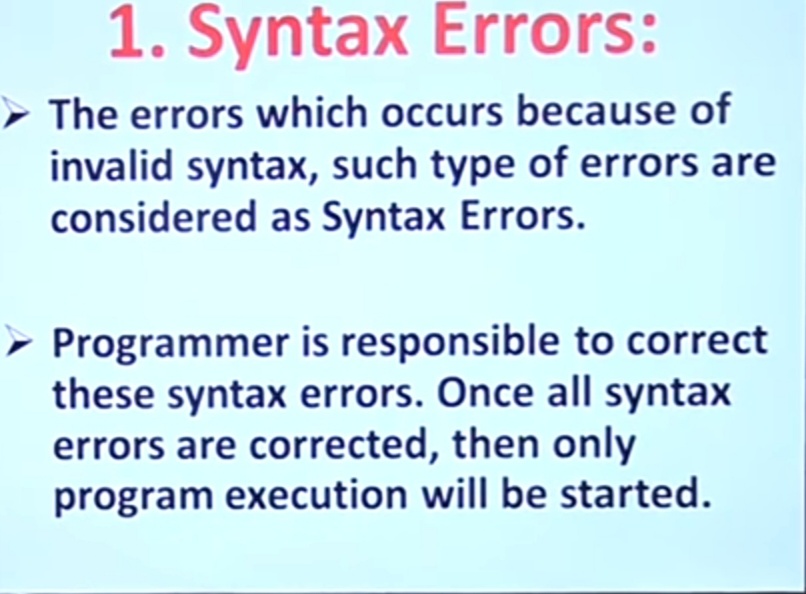 1. Syntax Errors:
➢ The errors which occurs because of
invalid syntax, such type of errors are
considered as Syntax Errors.
➢ Programmer is responsible to correct
these syntax errors. Once all syntax
errors are corrected, then only
program execution will be started.